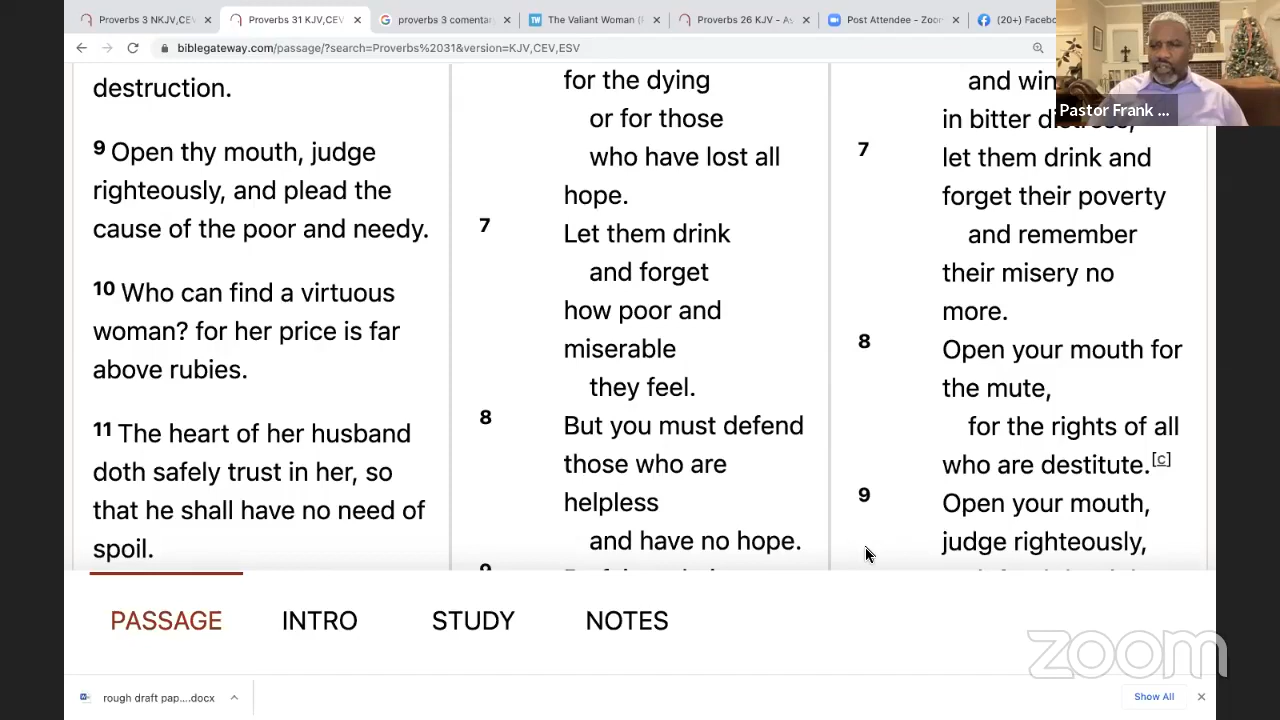 Proverbs 3 NKJV,CEV
Proverbs 31 KJV,CEV
proverbs 3 comentar
The Valiant Woman (
Proverbs 26 KJV - A
Post Attendee - Zoo
(20+) Facebo
biblegateway.com/passage/?search=Proverbs%2031&version=KJV,CEV,ESV
Pastor Frank ...
destruction.
9 Open thy mouth, judge
righteously, and plead the
cause of the poor and needy.
10 Who can find a virtuous
woman? for her price is far
above rubies.
11 The heart of her husband
doth safely trust in her, so
that he shall have no need of
spoil.
for the dying
or for those
who have lost all
hope.
7 Let them drink
and forget
how poor and
miserable
they feel.
8 But you must defend
those who are
helpless
and have no hope.
9
and win
in bitter distress,
7 let them drink and
forget their poverty
and remember
their misery no
more.
8 Open your mouth for
the mute,
for the rights of all
who are destitute.[c]
9 Open your mouth,
judge righteously,
PASSAGE INTRO STUDY NOTES
zoom
rough draft pap....docx
Show All